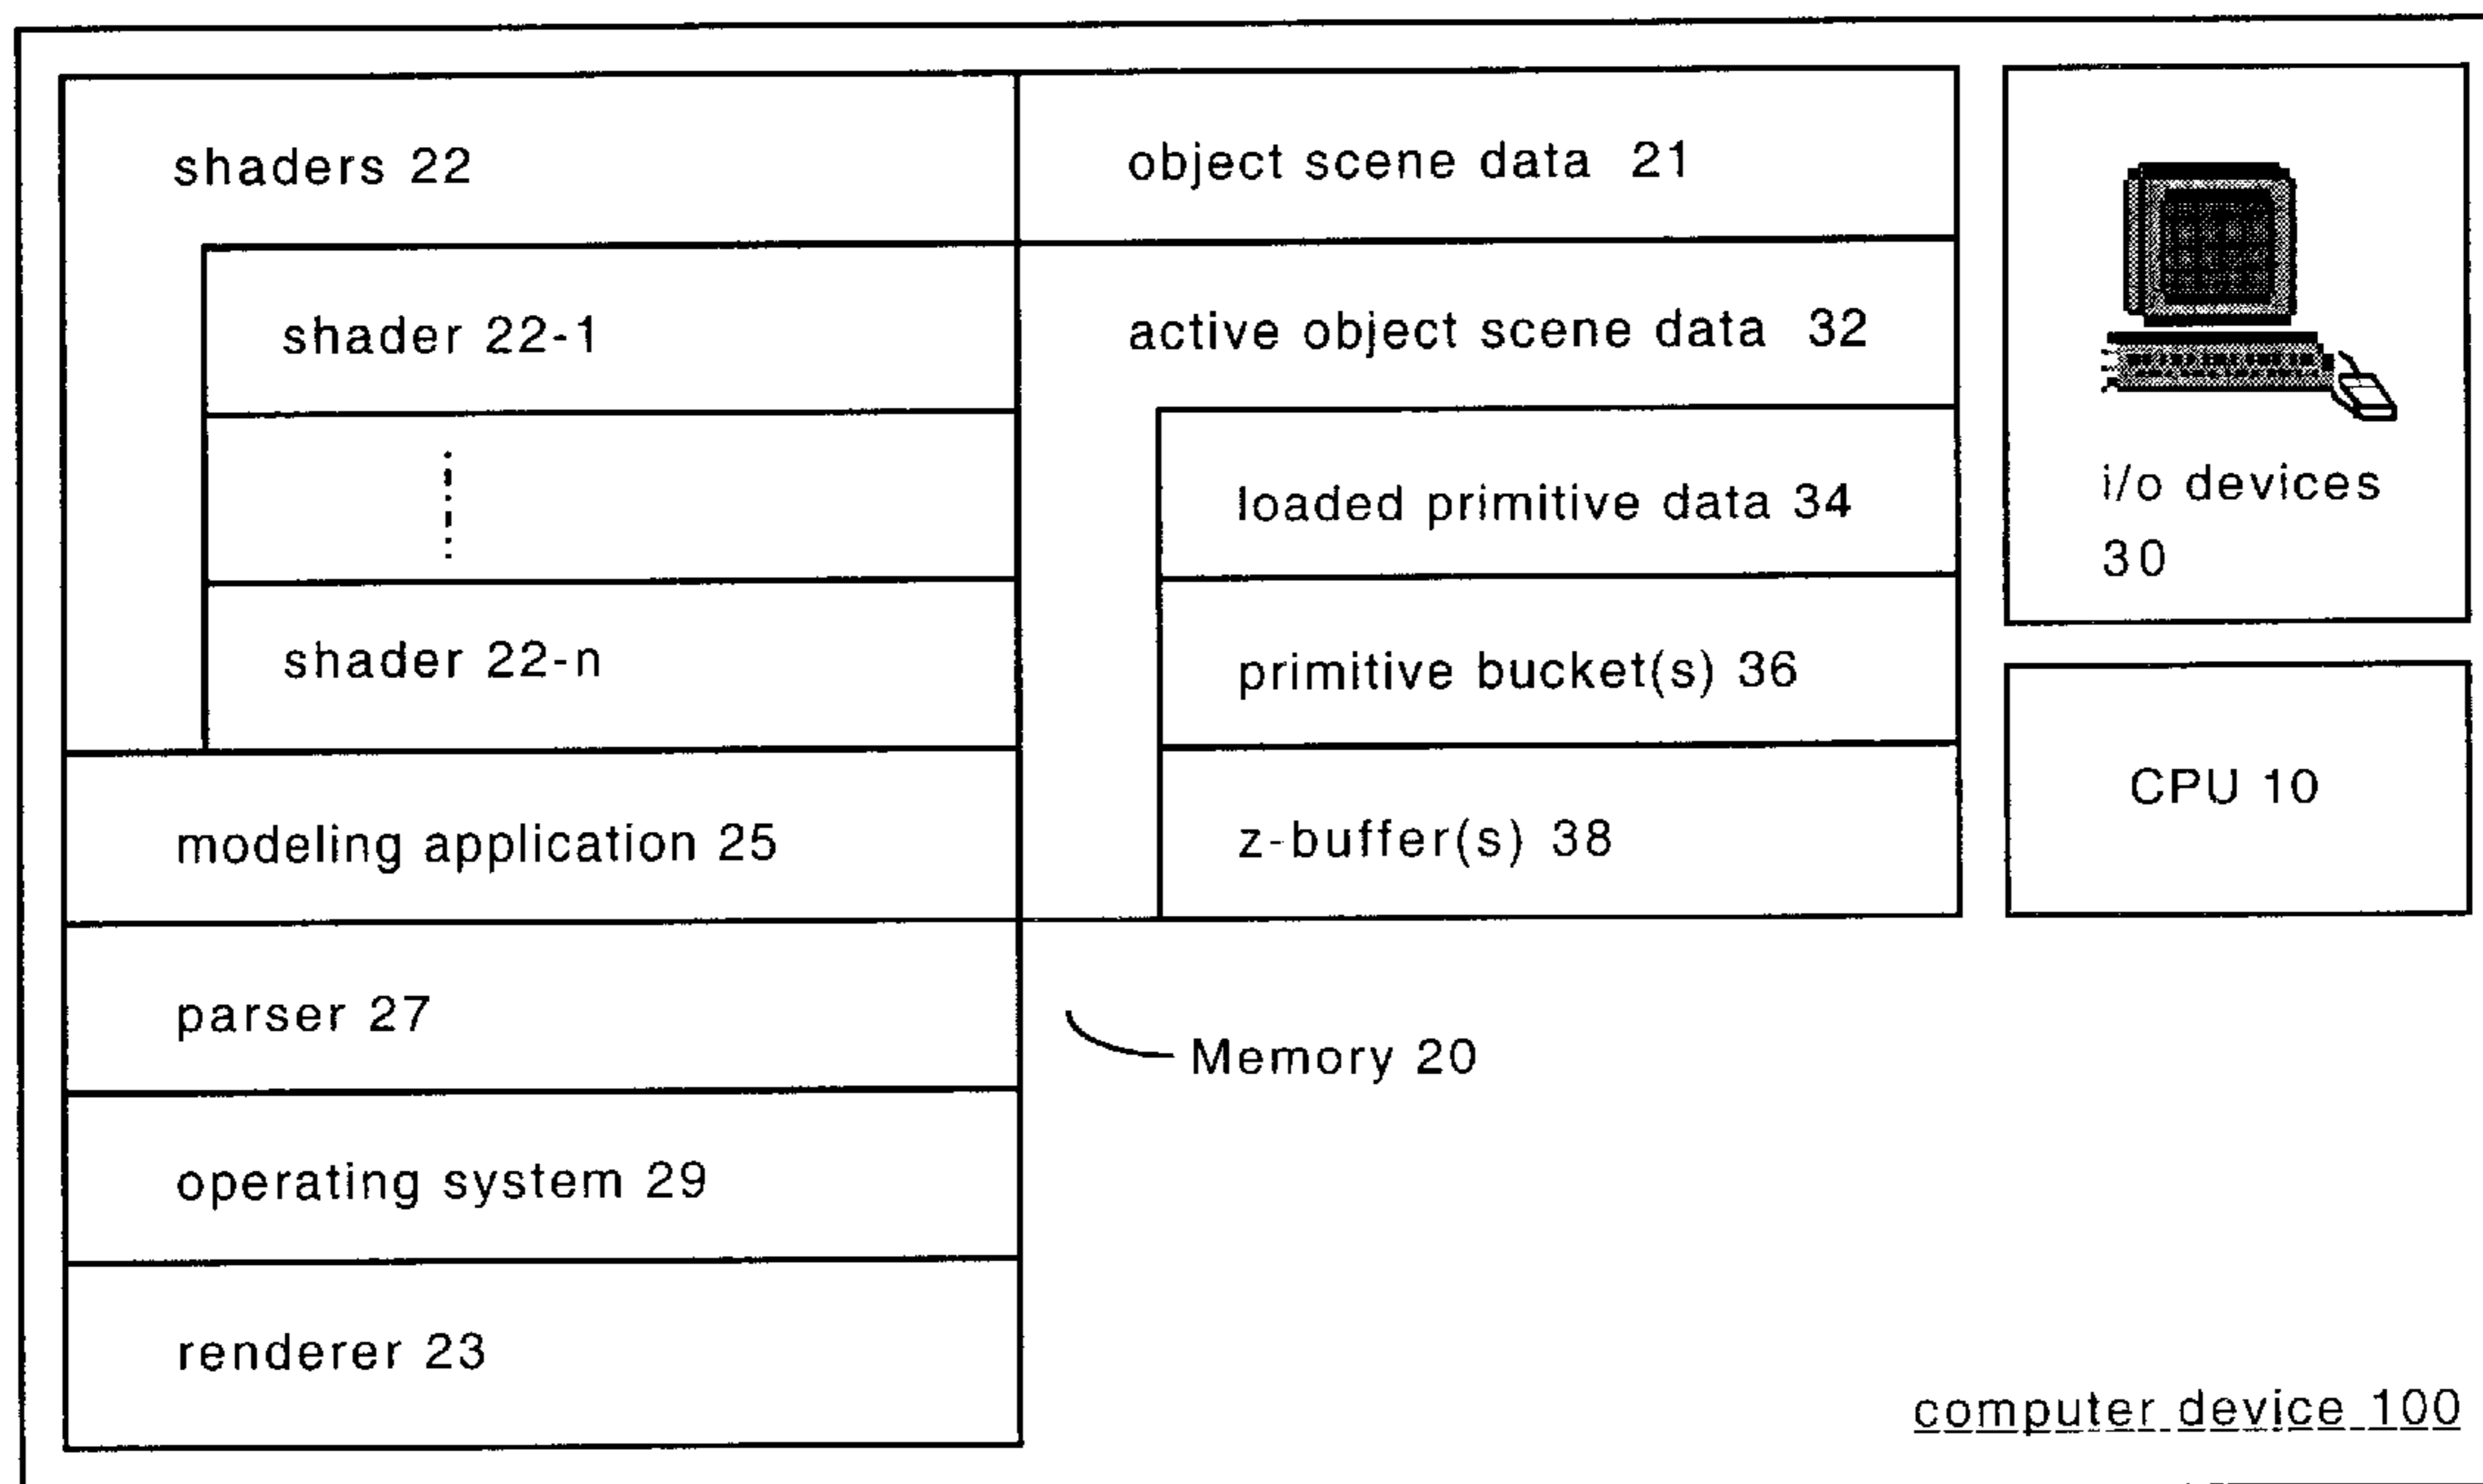 shaders 22
shader 22-1
shader 22-n
modeling application 25
parser 27
operating system 29
renderer 23
object scene data 21
active object scene data 32
loaded primitive data 34
primitive bucket(s) 36
z-buffer(s) 38
Memory 20
i/o devices
30
CPU 10
computer device 100